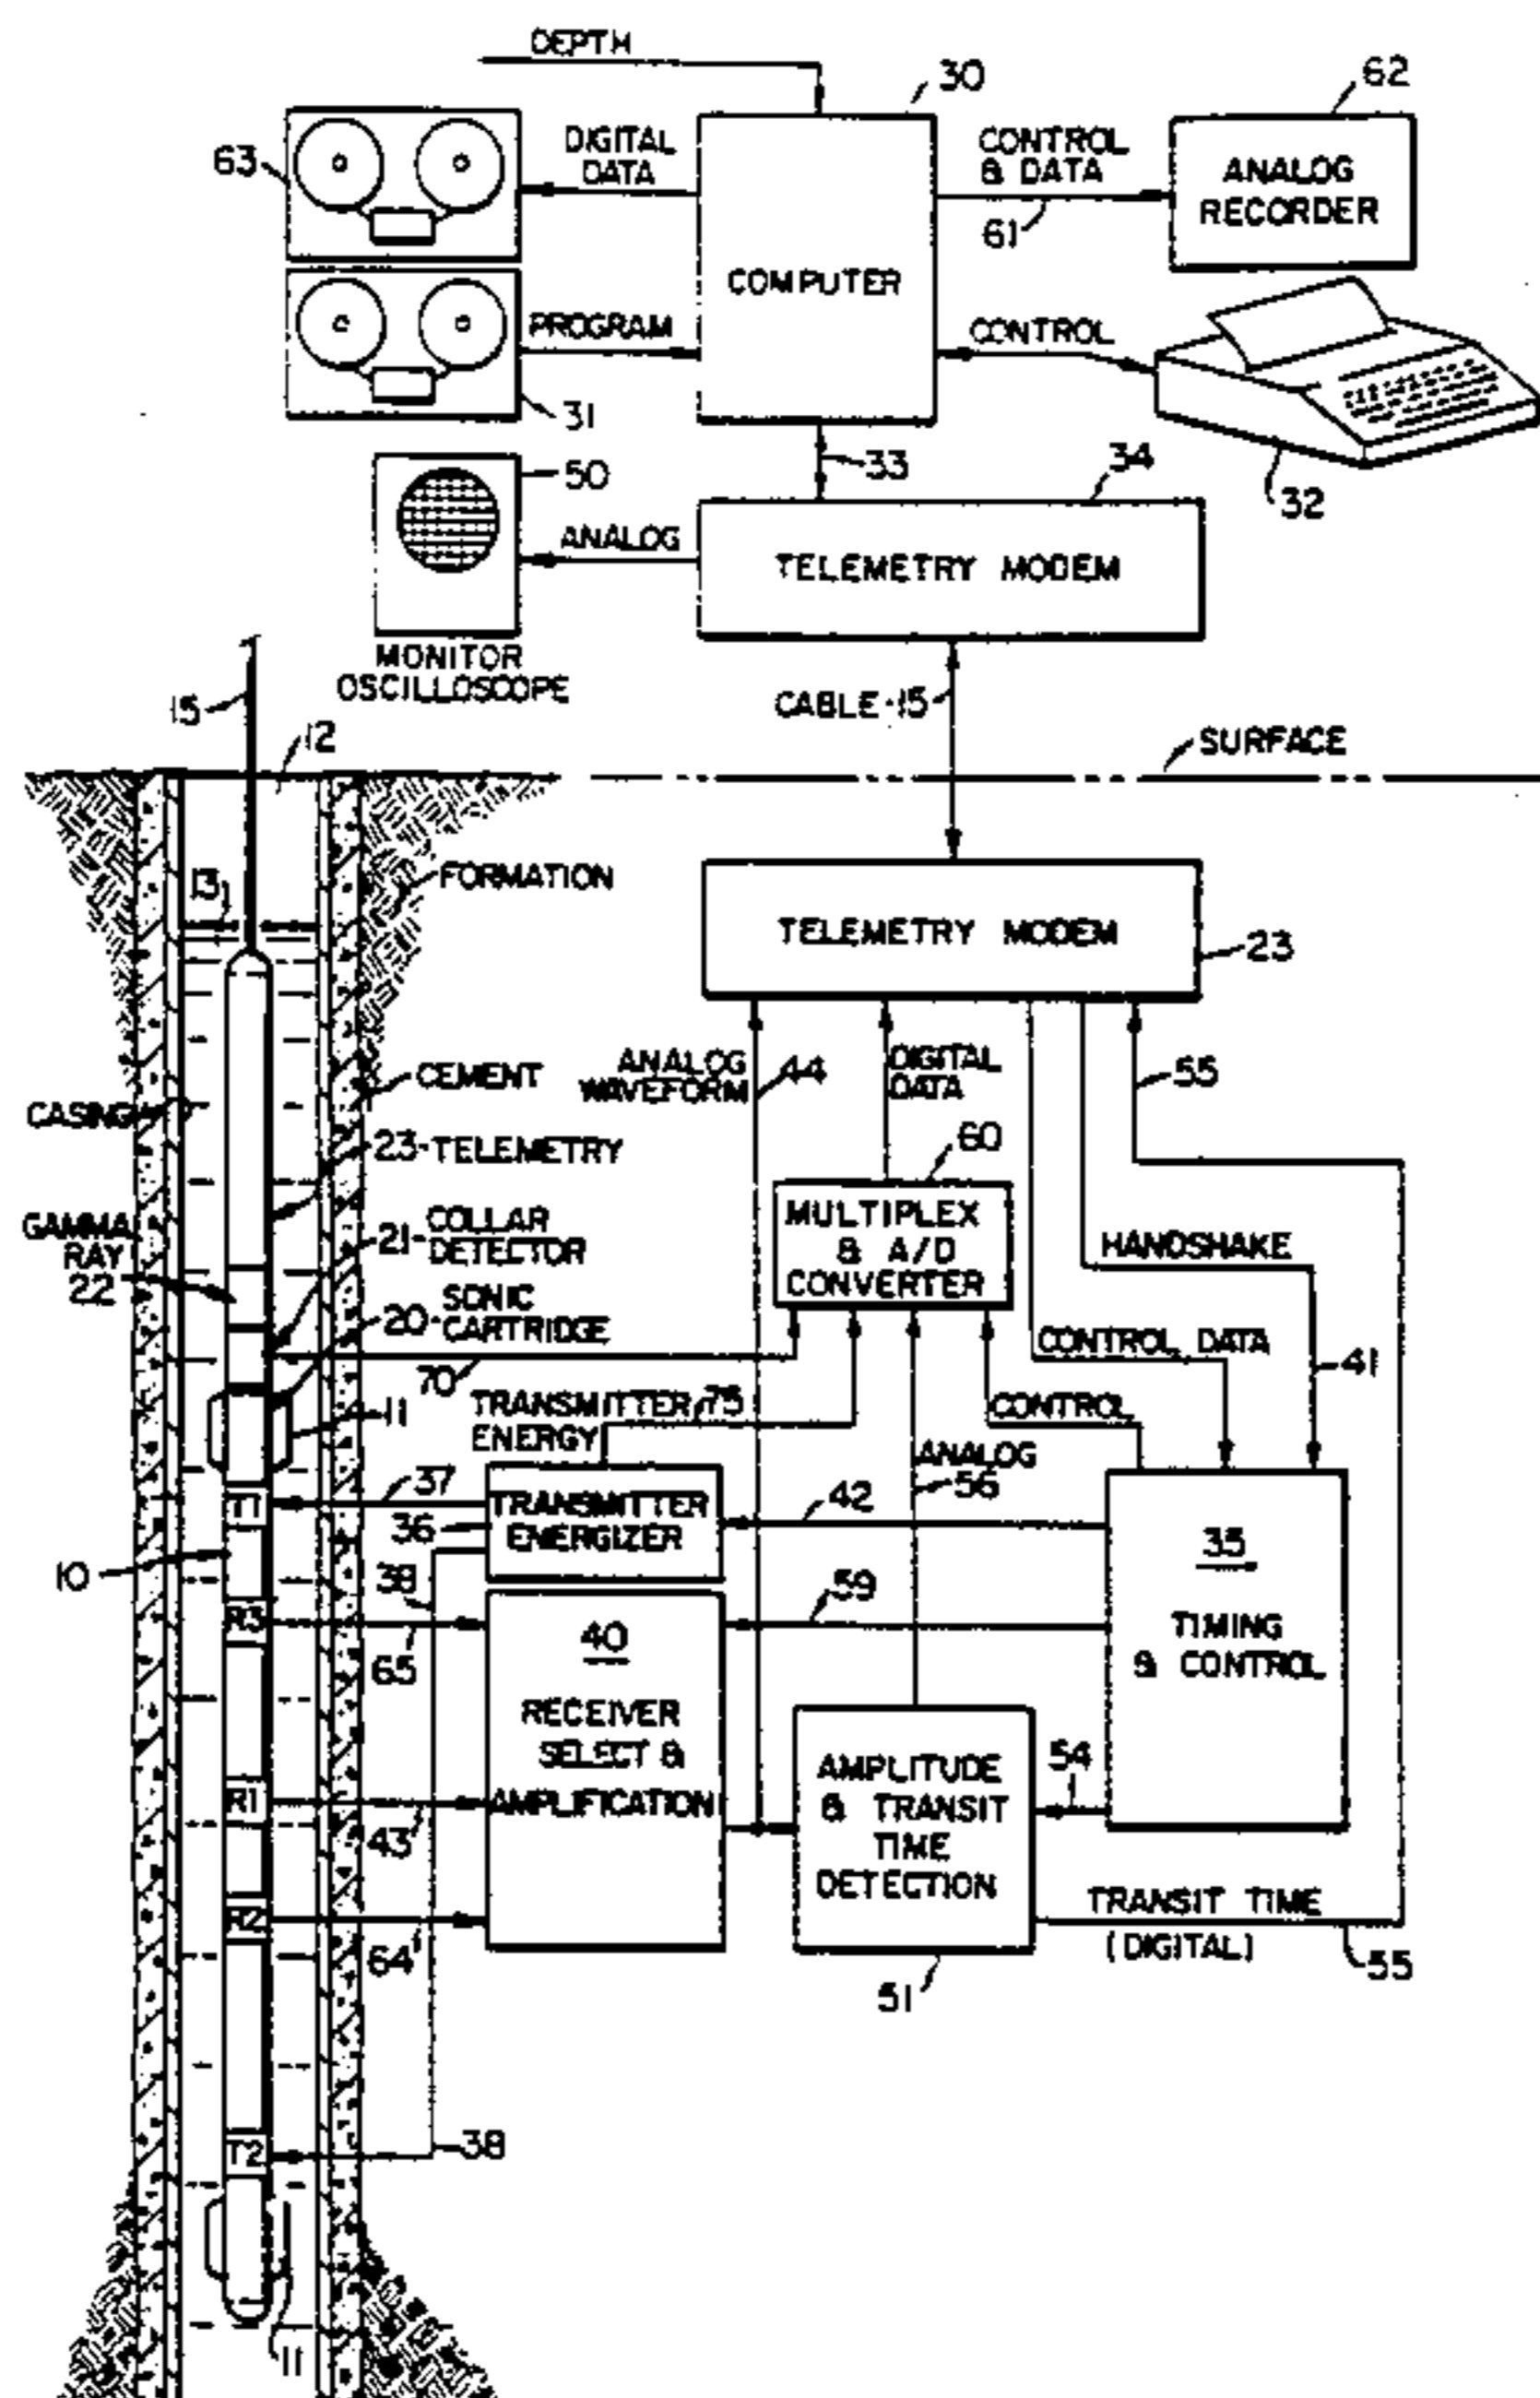 DEPTH
30
62
63
DIGITAL
DATA
CONTROL
& DATA
61
ANALOG
RECORDER
COMPUTER
PROGRAM
CONTROL
31
33
34
32
50
ANALOG
TELEMETRY MODEM
MONITOR
OSCILLOSCOPE
15
CABLE-15
12
SURFACE
13
FORMATION
TELEMETRY MODEM
23
CEMENT
CASING
ANALOG
WAVEFORM
44
DIGITAL
DATA
55
23-TELEMETRY
60
GAMMA
RAY
22
21-COLLAR
DETECTOR
MULTIPLEX
& A/D
CONVERTER
HANDSHAKE
20-SONIC
CARTRIDGE
CONTROL DATA
41
70
11
TRANSMITTER
ENERGY
75
CONTROL
ANALOG
56
T1
37
36
TRANSMITTER
ENERGIZER
42
35
TIMING
& CONTROL
10
38
59
R3
65
40
RECEIVER
SELECT &
AMPLIFICATION
R1
43
AMPLITUDE
& TRANSIT
TIME
DETECTION
54
R2
64
TRANSIT TIME
(DIGITAL)
55
51
T2
38
11